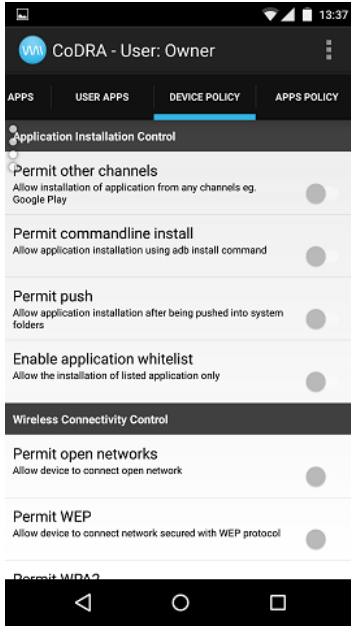 13:37
CoDRA - User: Owner
APPS USER APPS DEVICE POLICY APPS POLICY
Application Installation Control
Permit other channels
Allow installation of application from any channels eg.
Google Play
Permit commandline install
Allow application installation using adb install command
Permit push
Allow application installation after being pushed into system
folders
Enable application whitelist
Allow the installation of listed application only
Wireless Connectivity Control
Permit open networks
Allow device to connect open network
Permit WEP
Allow device to connect network secured with WEP protocol
Permit WPA2